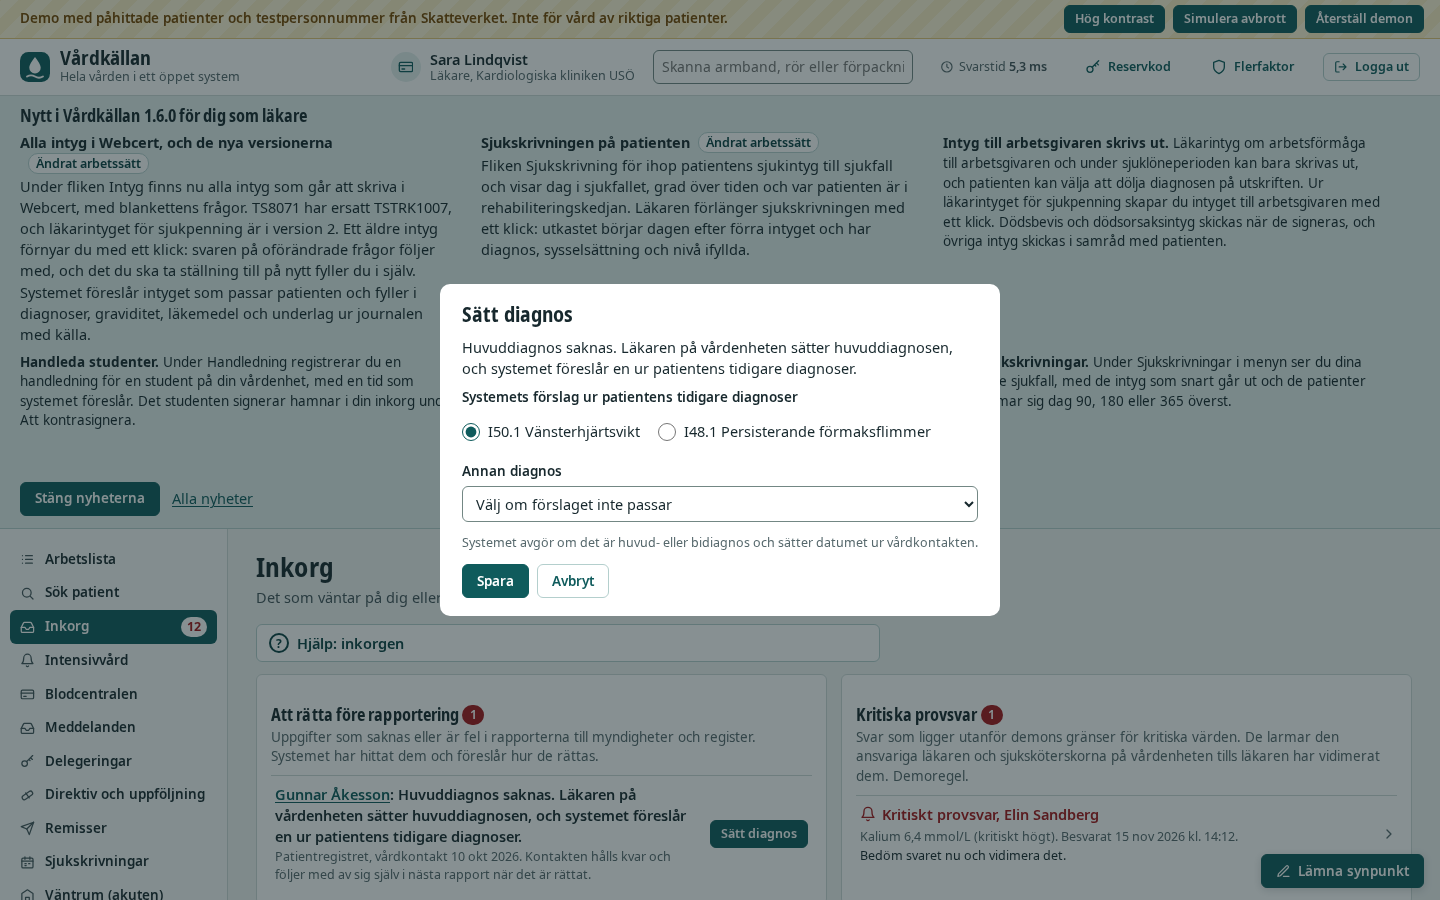 Demo med påhittade patienter och testpersonnummer från Skatteverket. Inte för vård av riktiga patienter.
Hög kontrast
Simulera avbrott
Återställ demon
Vårdkällan
Hela vården i ett öppet system
Sara Lindqvist
Läkare, Kardiologiska kliniken USÖ
Skanna armband, rör eller förpackni
Svarstid 5,3 ms
Reservkod
Flerfaktor
Logga ut
Nytt i Vårdkällan 1.6.0 för dig som läkare
Alla intyg i Webcert, och de nya versionerna
Ändrat arbetssätt
Under fliken Intyg finns nu alla intyg som går att skriva i
Webcert, med blankettens frågor. TS8071 har ersatt TSTRK1007,
och läkarintyget för sjukpenning är i version 2. Ett äldre intyg
förnyar du med ett klick: svaren på oförändrade frågor följer
med, och det du ska ta ställning till på nytt fyller du i själv.
Systemet föreslår intyget som passar patienten och fyller i
diagnoser, graviditet, läkemedel och underlag ur journalen
med källa.
Sjukskrivningen på patienten
Ändrat arbetssätt
Fliken Sjukskrivning för ihop patientens sjukintyg till sjukfall
och visar dag i sjukfallet, grad över tiden och var patienten är i
rehabiliteringskedjan. Läkaren förlänger sjukskrivningen med
ett klick: utkastet börjar dagen efter förra intyget och har
diagnos, sysselsättning och nivå ifyllda.
Intyg till arbetsgivaren skrivs ut. Läkarintyg om arbetsförmåga
till arbetsgivaren och under sjuklöneperioden kan bara skrivas ut,
och patienten kan välja att dölja diagnosen på utskriften. Ur
läkarintyget för sjukpenning skapar du intyget till arbetsgivaren med
ett klick. Dödsbevis och dödsorsaksintyg skickas när de signeras, och
övriga intyg skickas i samråd med patienten.
Handleda studenter. Under Handledning registrerar du en
handledning för en student på din vårdenhet, med en tid som
systemet föreslår. Det studenten signerar hamnar i din inkorg
Att kontrasignera.
kskrivningar. Under Sjukskrivningar i menyn ser du dina
sjukfall, med de intyg som snart går ut och de patienter
mar sig dag 90, 180 eller 365 överst.
Stäng nyheterna
Alla nyheter
Sätt diagnos
Huvuddiagnos saknas. Läkaren på vårdenheten sätter huvuddiagnosen,
och systemet föreslår en ur patientens tidigare diagnoser.
Systemets förslag ur patientens tidigare diagnoser
I50.1 Vänsterhjärtsvikt
I48.1 Persisterande förmaksflimmer
Annan diagnos
Välj om förslaget inte passar
Systemet avgör om det är huvud- eller bidiagnos och sätter datumet ur vårdkontakten.
Spara
Avbryt
Arbetslista
Sök patient
Inkorg
12
Intensivvård
Blodcentralen
Meddelanden
Delegeringar
Direktiv och uppföljning
Remisser
Sjukskrivningar
Väntrum (akuten)
Inkorg
Det som väntar på dig eller
? Hjälp: inkorgen
Att rätta före rapportering 1
Uppgifter som saknas eller är fel i rapporterna till myndigheter och register.
Systemet har hittat dem och föreslår hur de rättas.
Gunnar Åkesson: Huvuddiagnos saknas. Läkaren på
vårdenheten sätter huvuddiagnosen, och systemet föreslår
en ur patientens tidigare diagnoser.
Patientregistret, vårdkontakt 10 okt 2026. Kontakten hålls kvar och
följer med av sig själv i nästa rapport när det är rättat.
Sätt diagnos
Kritiska provsvar 1
Svar som ligger utanför demons gränser för kritiska värden. De larmar den
ansvariga läkaren och sjuksköterskorna på vårdenheten tills läkaren har vidimerat
dem. Demoregel.
Kritiskt provsvar, Elin Sandberg
Kalium 6,4 mmol/L (kritiskt högt). Besvarat 15 nov 2026 kl. 14:12.
Bedöm svaret nu och vidimera det.
Lämna synpunkt